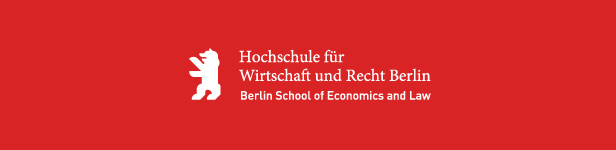 Hochschule für
Wirtschaft und Recht Berlin
Berlin School of Economics and Law